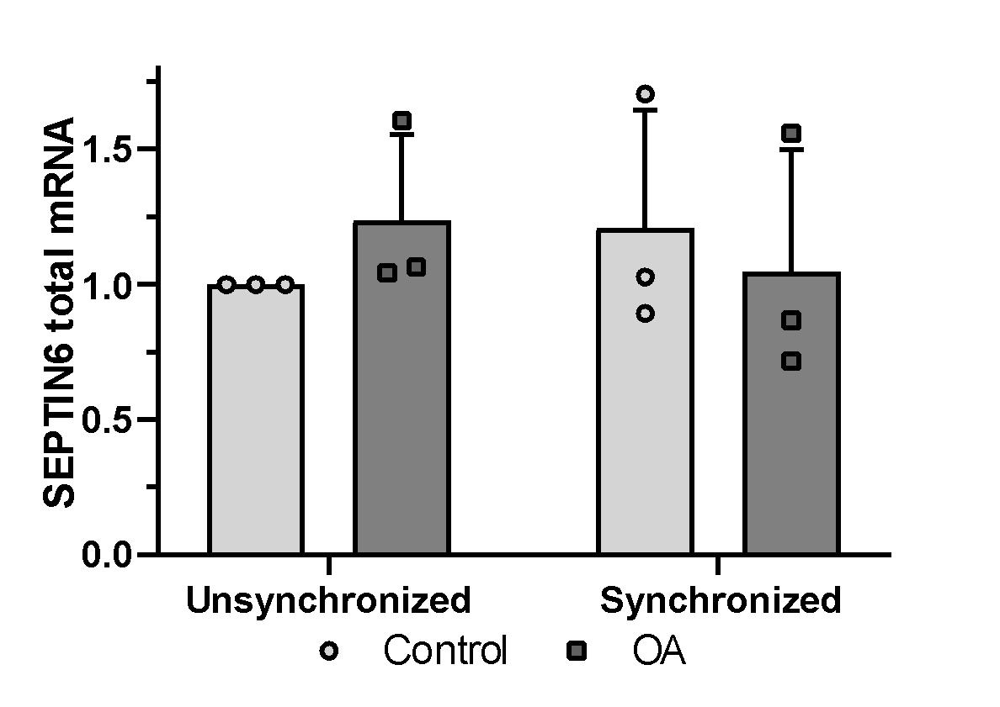 SEPTIN6 total mRNA
1.5
1.0
0.5
0.0
Unsynchronized Synchronized
Control OA